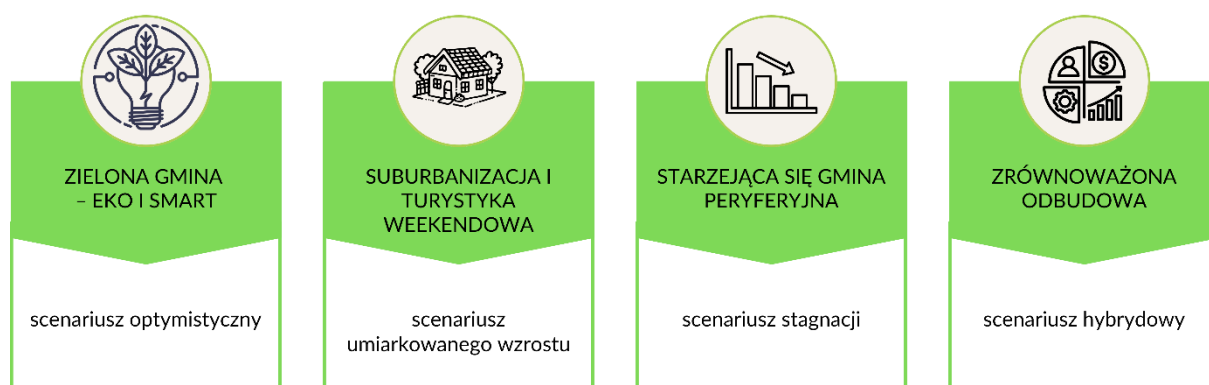 ZIELONA GMINA
– EKO I SMART
scenariusz optymistyczny
SUBURBANIZACJA I
TURYSTYKA
WEEKENDOWA
scenariusz
umiarkowanego wzrostu
STARZEJĄCA SIĘ GMINA
PERYFERYJNA
scenariusz stagnacji
$
ZRÓWNOWAŻONA
ODBUDOWA
scenariusz hybrydowy